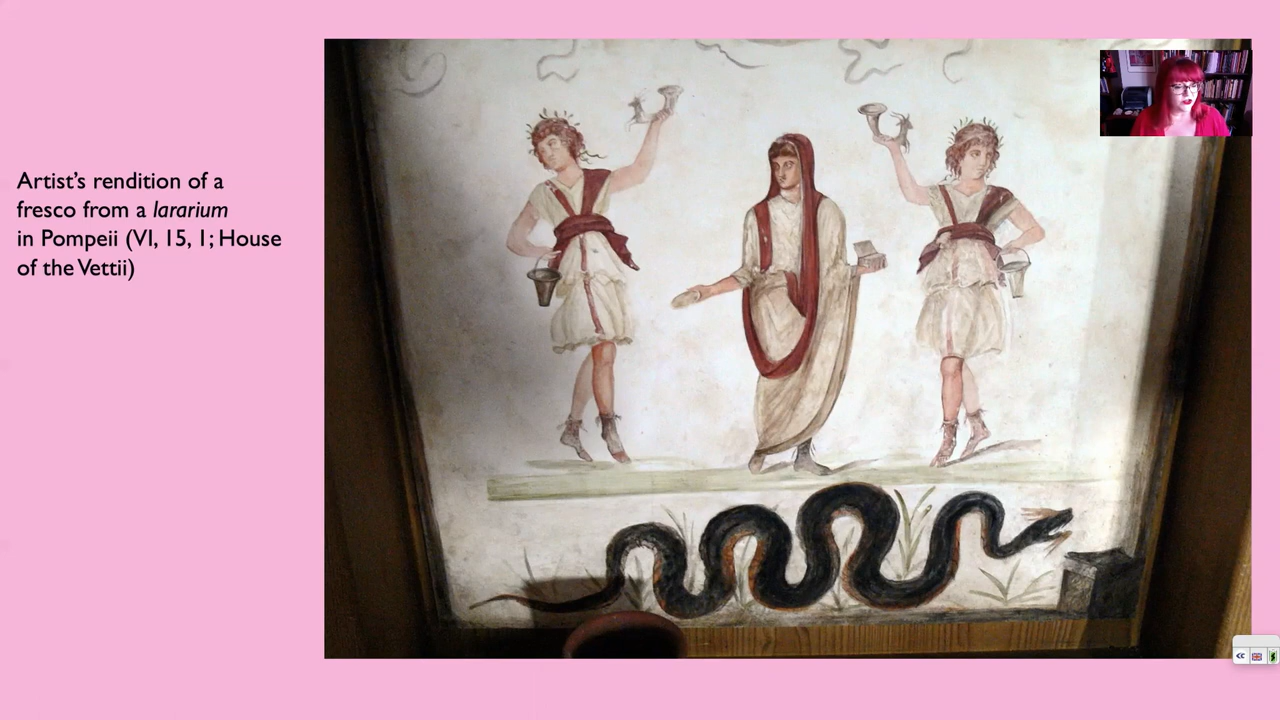 Artist’s rendition of a
fresco from a lararium
in Pompeii (VI, 15, 1; House
of the Vettii)